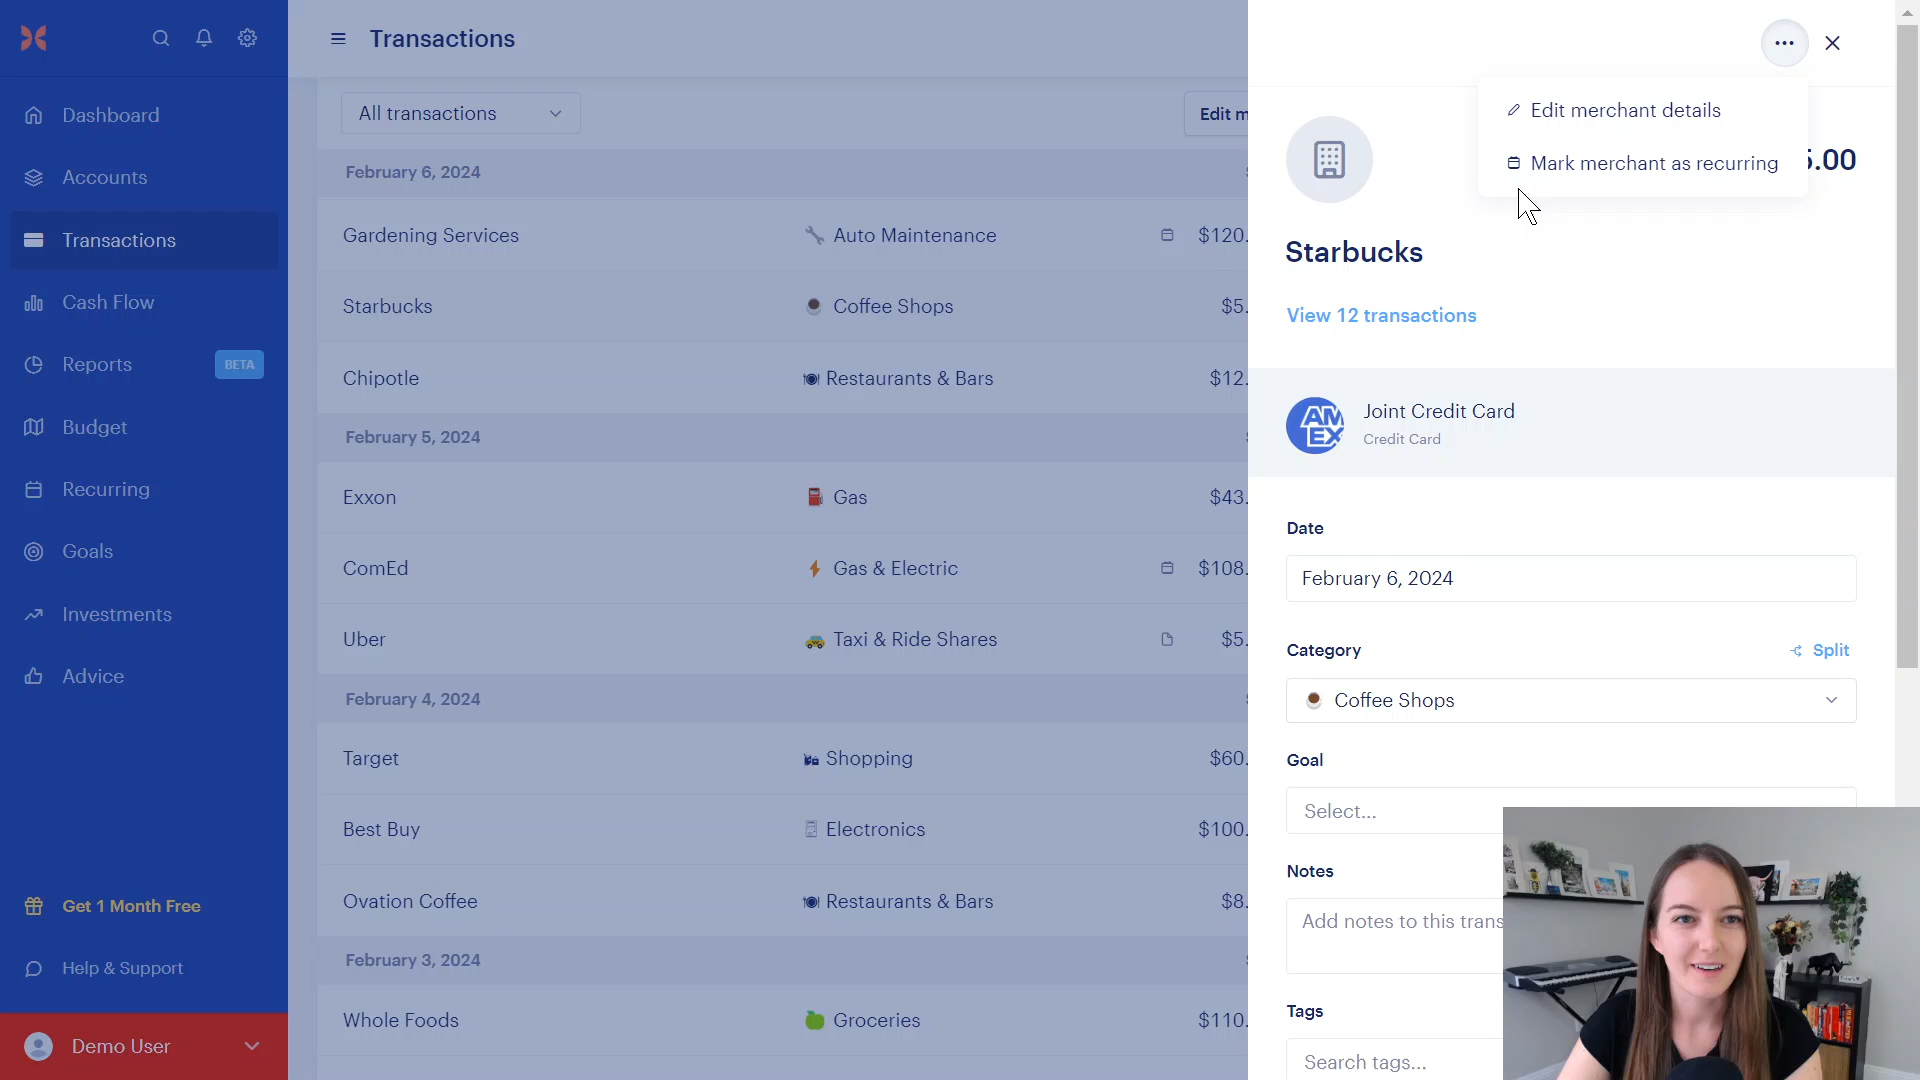 Transactions
Dashboard
Accounts
Transactions
Cash Flow
Reports
BETA
Budget
Recurring
Goals
Investments
Advice
Get 1 Month Free
Help & Support
Demo User
All transactions
Edit m
February 6, 2024
Gardening Services
Auto Maintenance
$120.
Starbucks
Coffee Shops
$5.
Chipotle
Restaurants & Bars
$12.
February 5, 2024
Exxon
Gas
$43.
ComEd
Gas & Electric
$108.
Uber
Taxi & Ride Shares
$5.
February 4, 2024
Target
Shopping
$60.
Best Buy
Electronics
$100.
Ovation Coffee
Restaurants & Bars
$8.
February 3, 2024
Whole Foods
Groceries
$110.
Edit merchant details
Mark merchant as recurring
5.00
Starbucks
View 12 transactions
AM
EX
Joint Credit Card
Credit Card
Date
February 6, 2024
Category
Split
Coffee Shops
Goal
Select...
Notes
Add notes to this trans
Tags
Search tags...